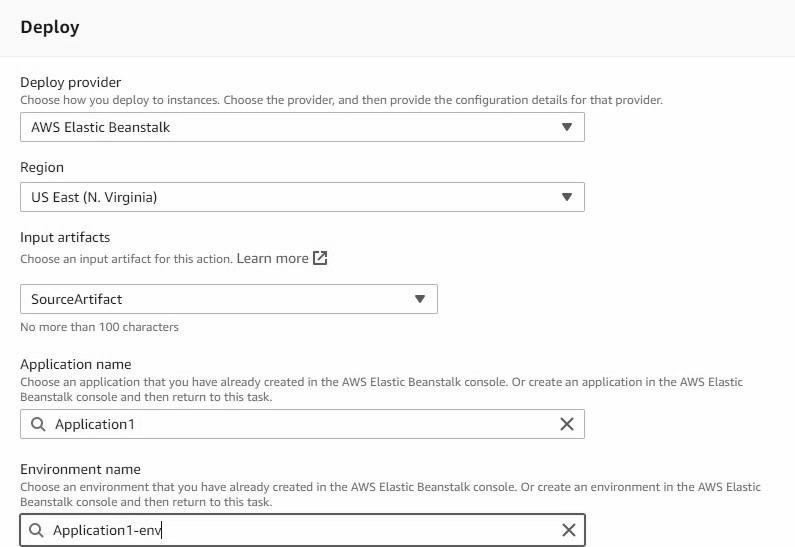 Deploy
Deploy provider
Choose how you deploy to instances. Choose the provider, and then provide the configuration details for that provider.
AWS Elastic Beanstalk
Region
US East (N. Virginia)
Input artifacts
Choose an input artifact for this action. Learn more
SourceArtifact
No more than 100 characters
Application name
Choose an application that you have already created in the AWS Elastic Beanstalk console. Or create an application in the AWS Elastic
Beanstalk console and then return to this task.
Application1
Environment name
Choose an environment that you have already created in the AWS Elastic Beanstalk console. Or create an environment in the AWS Elastic
Beanstalk console and then return to this task.
Application1-env